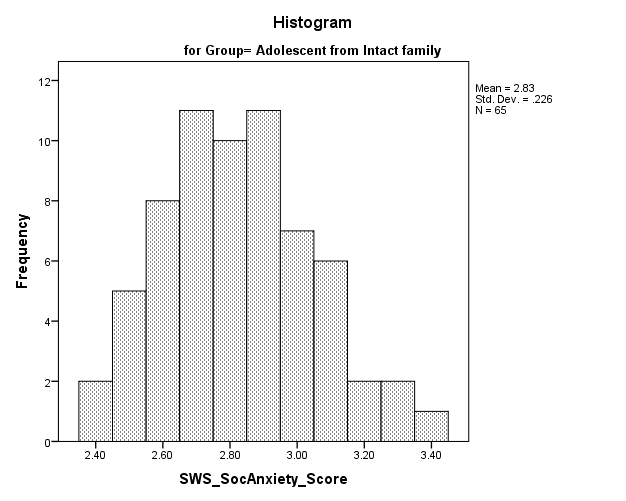 Histogram
for Group= Adolescent from Intact family
Mean = 2.83
Std. Dev. = .226
N = 65
12
10
8
6
4
2
0
Frequency
2.40 2.60 2.80 3.00 3.20 3.40
SWS_SocAnxiety_Score